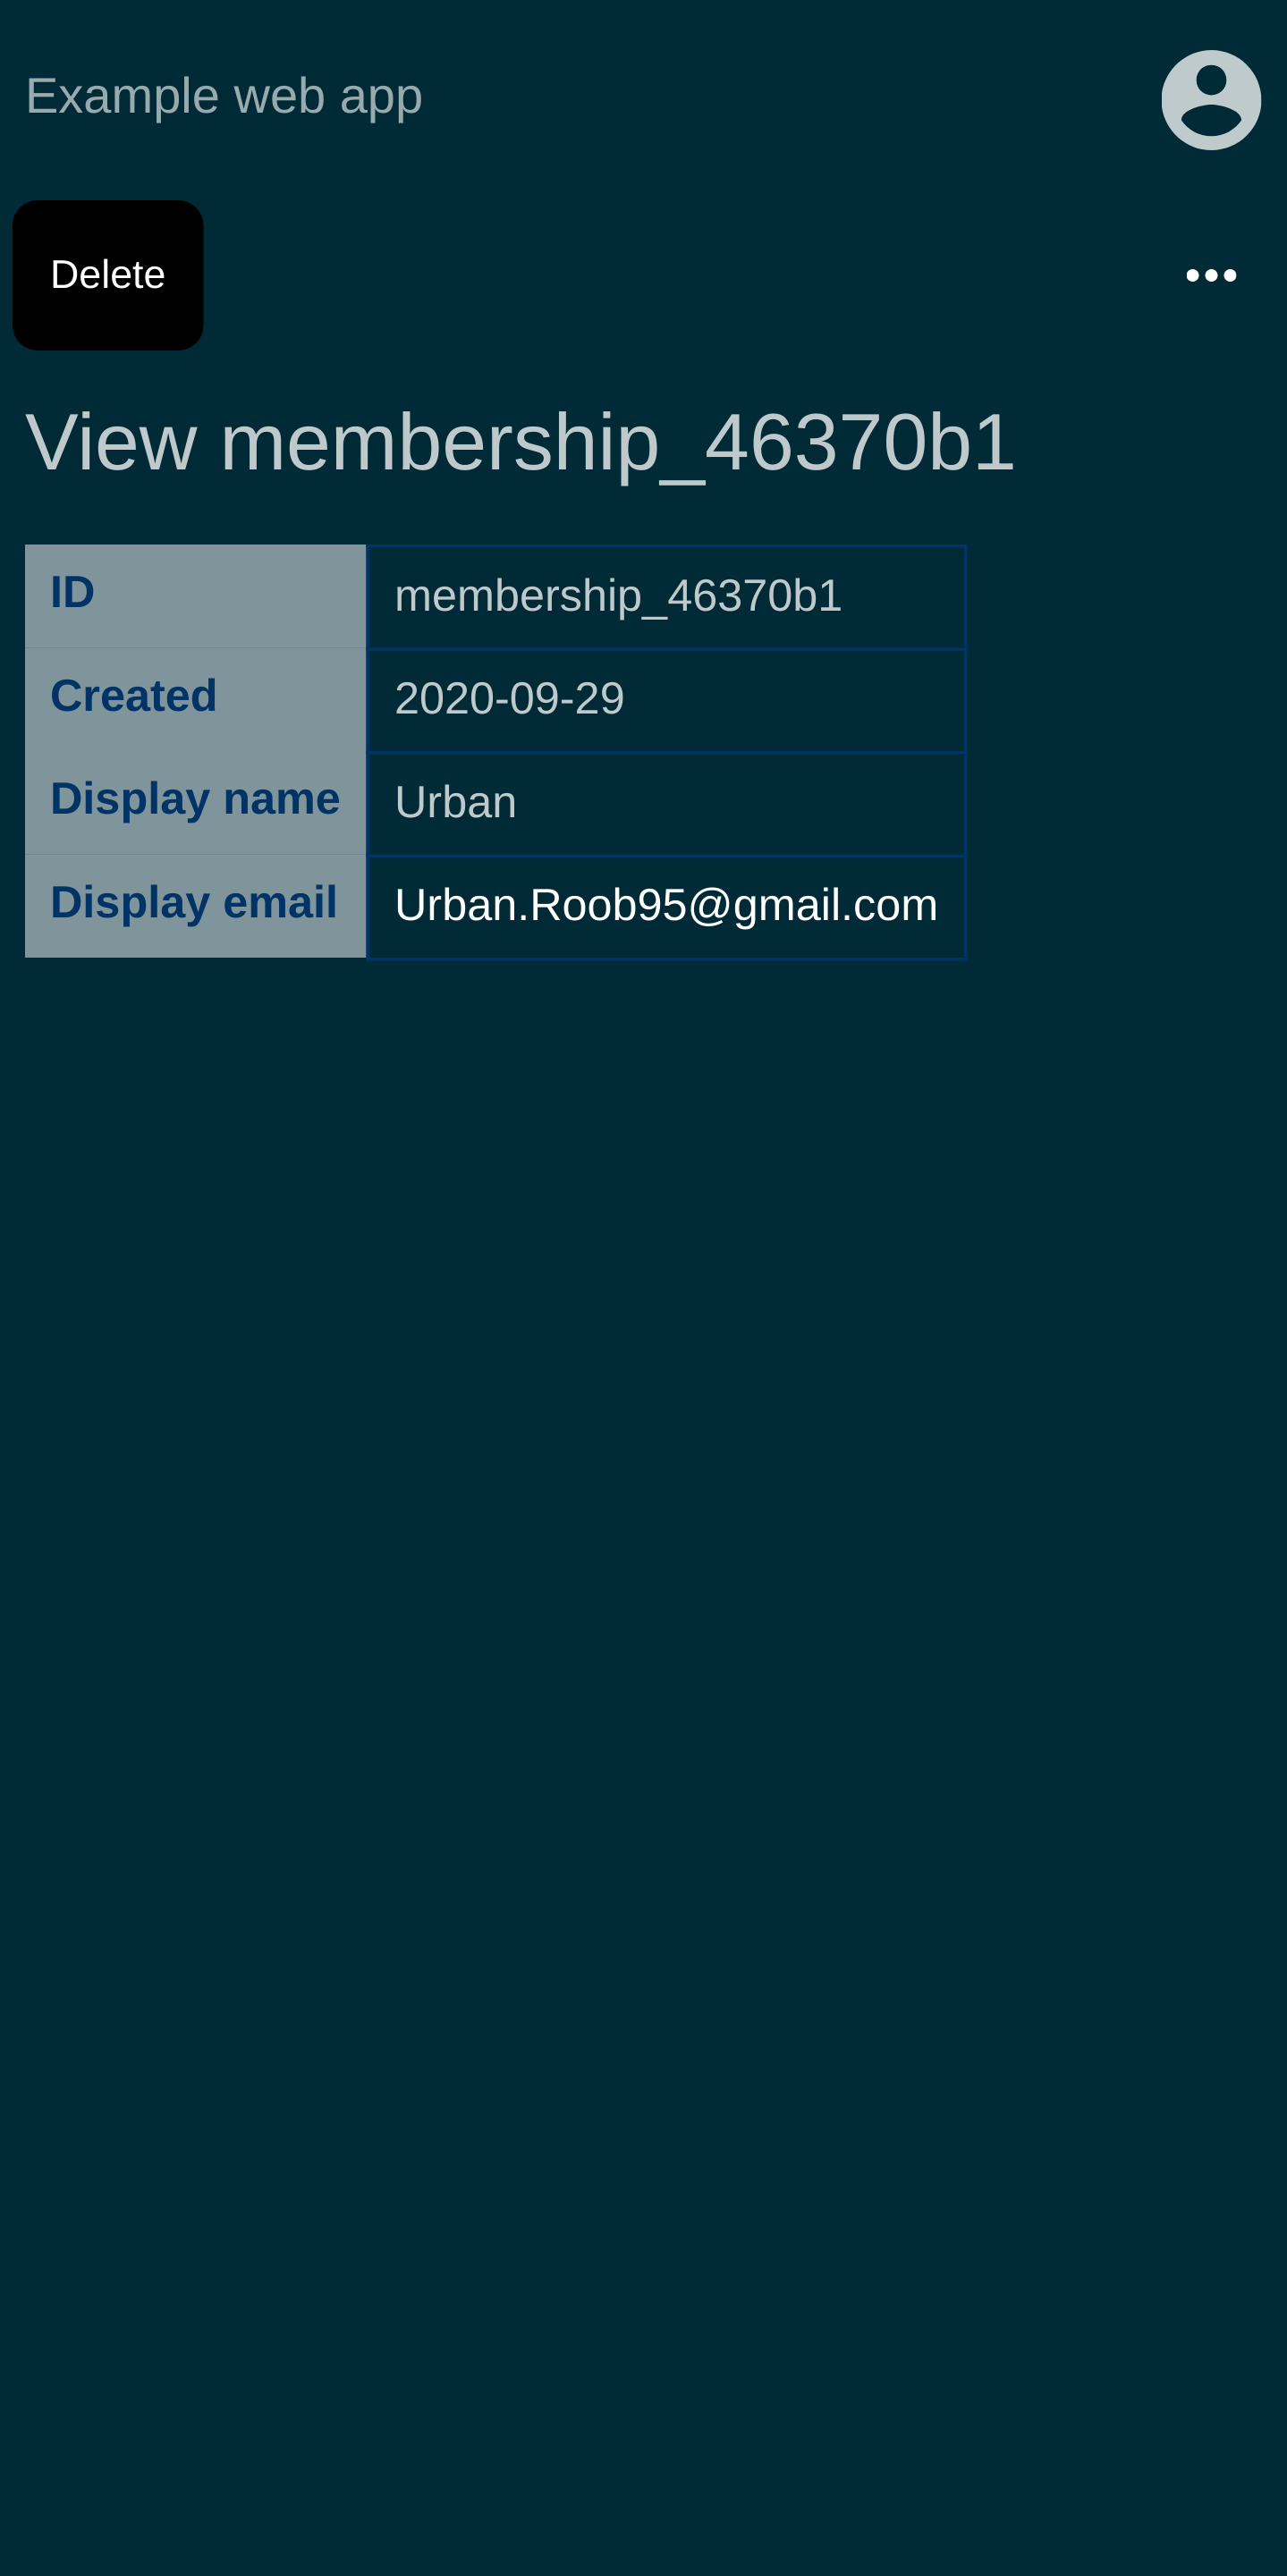 Example web app
Delete
View membership_46370b1
ID membership_46370b1
Created 2020-09-29
Display name Urban
Display email Urban.Roob95@gmail.com